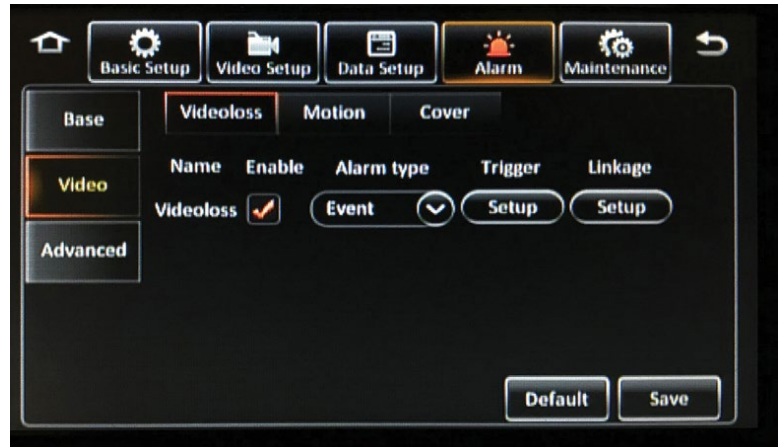 Basic Setup Video Setup Data Setup Alarm Maintenance
Base Videoloss Motion Cover
Name Enable Alarm type Trigger Linkage
Video
Videoloss Event Setup Setup
Advanced
Default Save